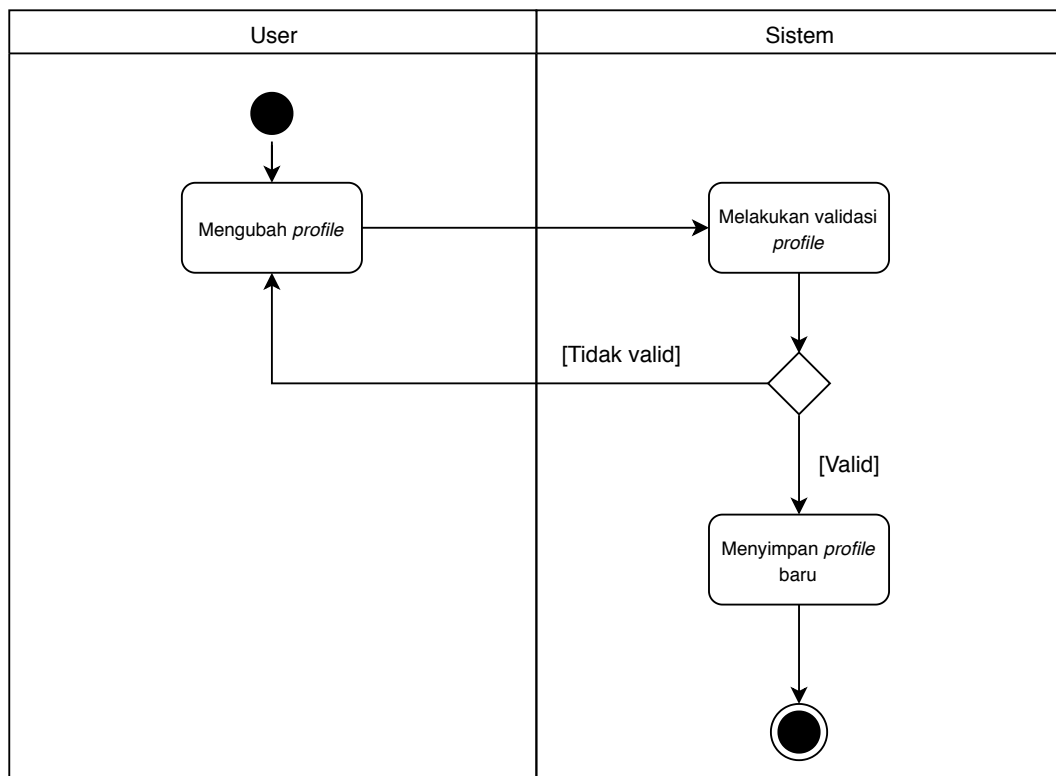 User
Sistem
Mengubah profile
Melakukan validasi
profile
[Tidak valid]
[Valid]
Menyimpan profile
baru